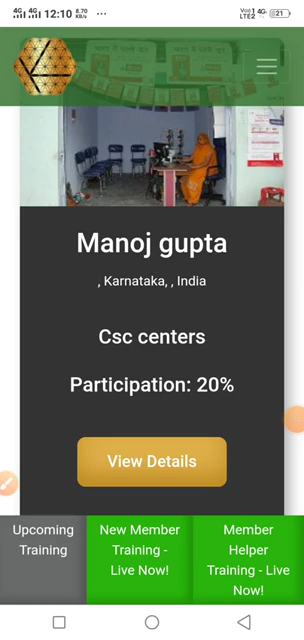 4G 4G 12:10 8.70 KB/s ...
Vo)) 1 LTE2 4G 21
Manoj gupta
, Karnataka, , India
Csc centers
Participation: 20%
View Details
Upcoming
Training
New Member
Training -
Live Now!
Member
Helper
Training - Live
Now!